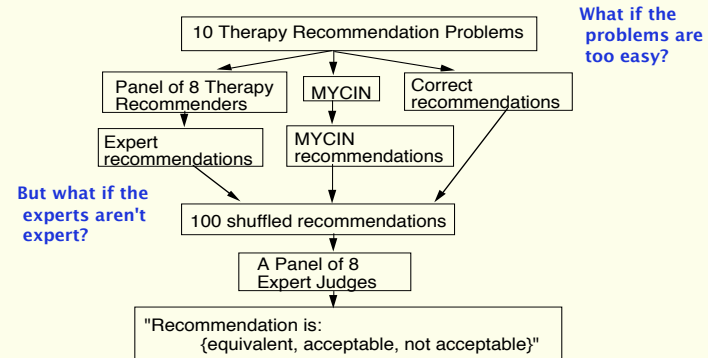 10 Therapy Recommendation Problems
What if the
problems are
too easy?
Panel of 8 Therapy
Recommenders
MYCIN
Correct
recommendations
Expert
recommendations
MYCIN
recommendations
But what if the
experts aren't
expert?
100 shuffled recommendations
A Panel of 8
Expert Judges
"Recommendation is:
{equivalent, acceptable, not acceptable}"